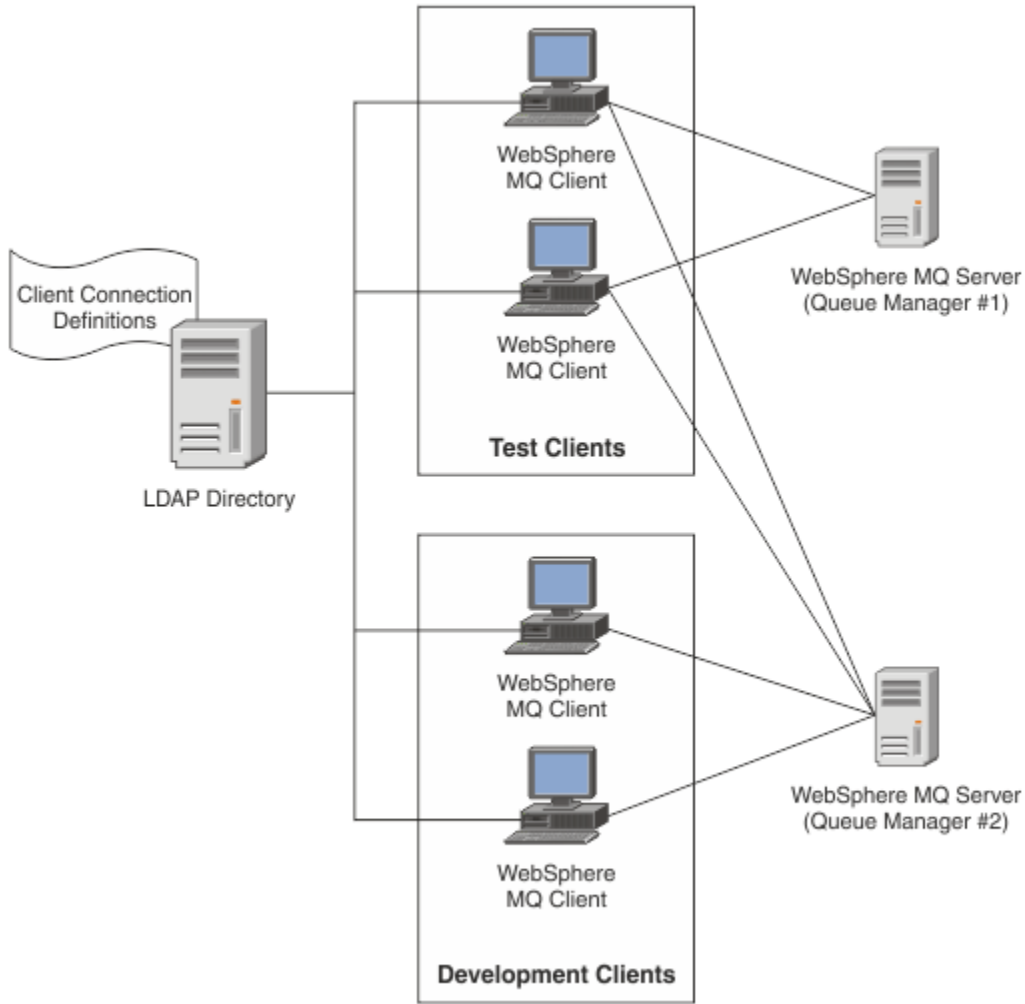 WebSphere
MQ Client
WebSphere
MQ Client
Test Clients
Client Connection
Definitions
LDAP Directory
WebSphere MQ Server
(Queue Manager #1)
WebSphere
MQ Client
WebSphere
MQ Client
Development Clients
WebSphere MQ Server
(Queue Manager #2)